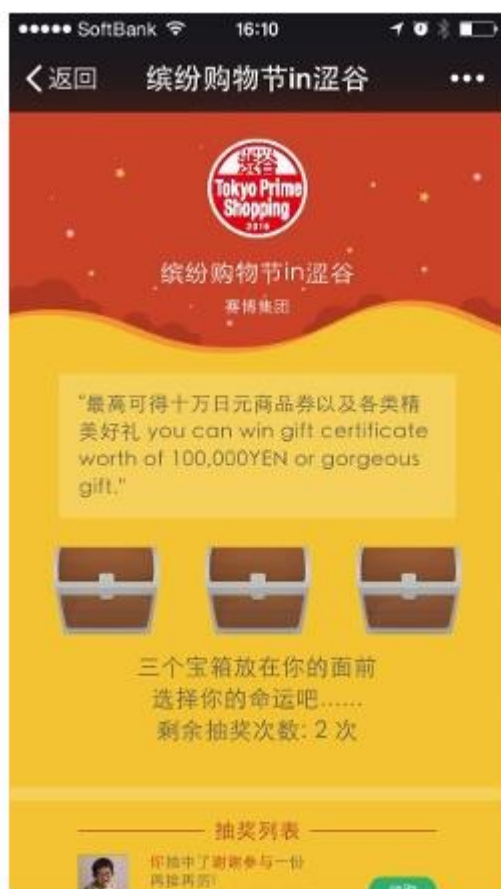 SoftBank 16:10
返回 缤纷购物节in涩谷
渋谷
Tokyo Prime
Shopping
2016
缤纷购物节in涩谷
赛博集团
"最高可得十万日元商品券以及各类精
美好礼 you can win gift certificate
worth of 100,000YEN or gorgeous
gift."
三个宝箱放在你的面前
选择你的命运吧......
剩余抽奖次数: 2 次
抽奖列表
你抽中了谢谢参与一份
再接再厉!